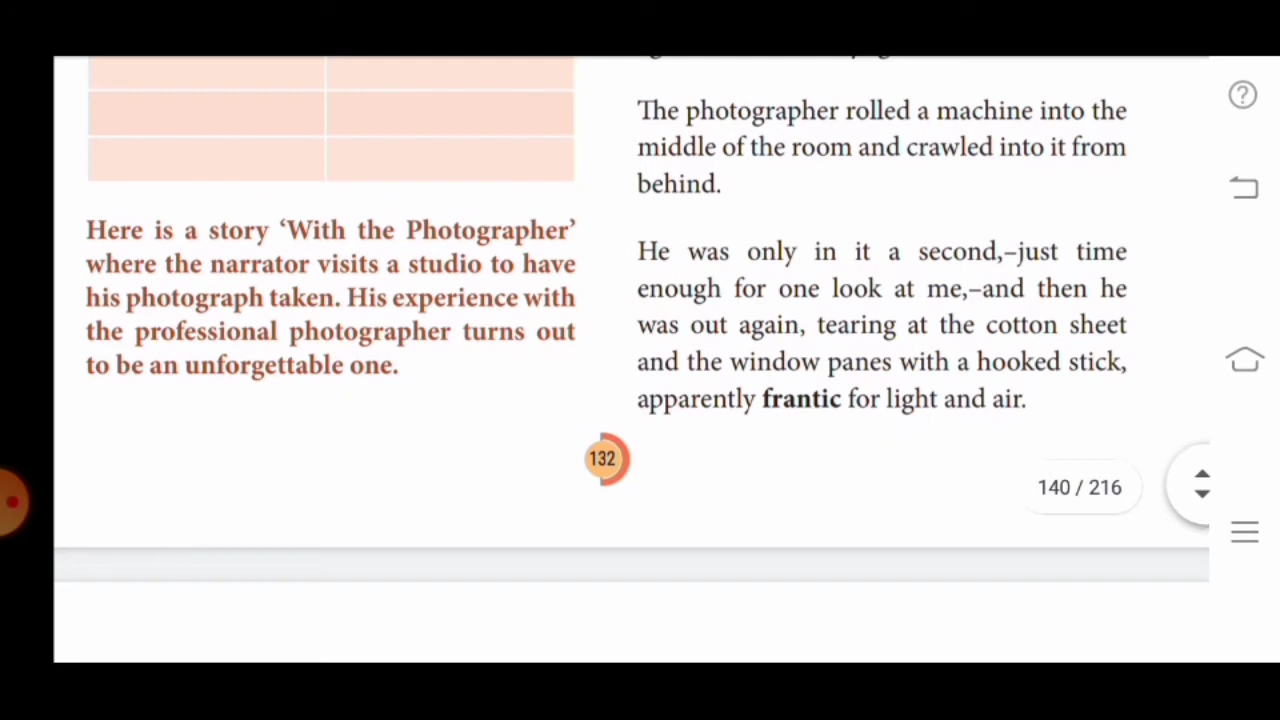 Here is a story ‘With the Photographer’
where the narrator visits a studio to have
his photograph taken. His experience with
the professional photographer turns out
to be an unforgettable one.
The photographer rolled a machine into the
middle of the room and crawled into it from
behind.
He was only in it a second,–just time
enough for one look at me,–and then he
was out again, tearing at the cotton sheet
and the window panes with a hooked stick,
apparently frantic for light and air.
132
140 / 216